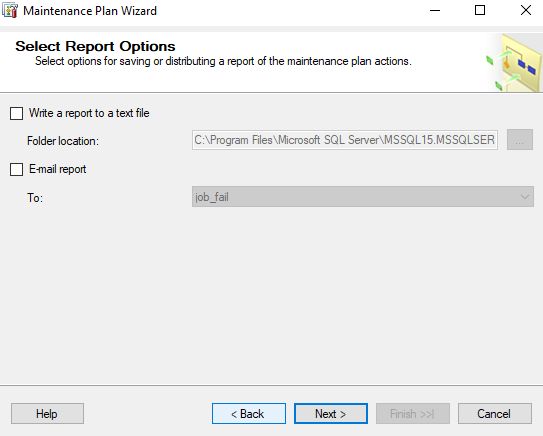 Maintenance Plan Wizard
Select Report Options
Select options for saving or distributing a report of the maintenance plan actions.
Write a report to a text file
Folder location: C:\Program Files\Microsoft SQL Server\MSSQL15.MSSQLSER ...
E-mail report
To: job_fail
Help < Back Next > Finish >>| Cancel